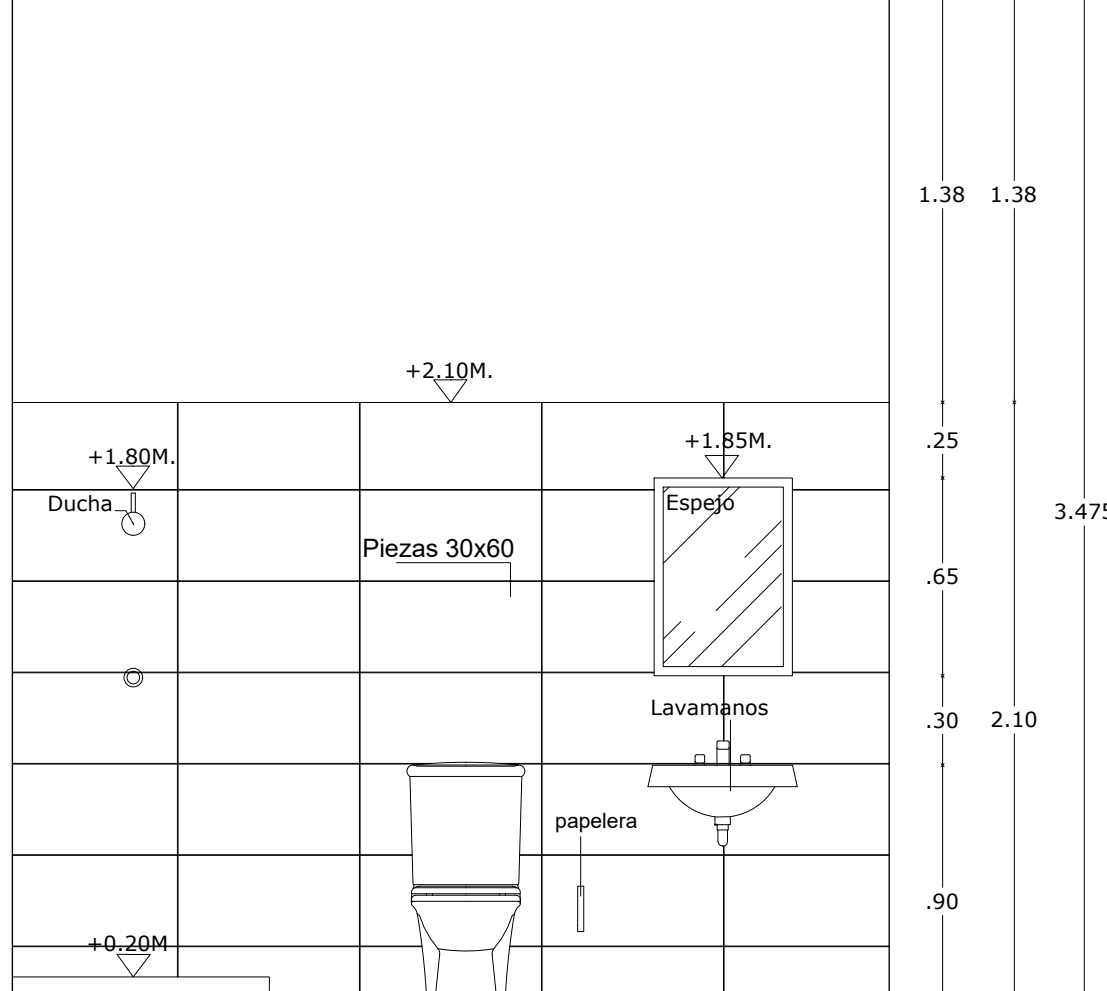 1.38 1.38
+2.10M.
+1.85M.
.25
+1.80M.
Ducha
Espejo
3.475
Piezas 30x60
.65
Lavamanos
.30 2.10
papelera
.90
+0.20M